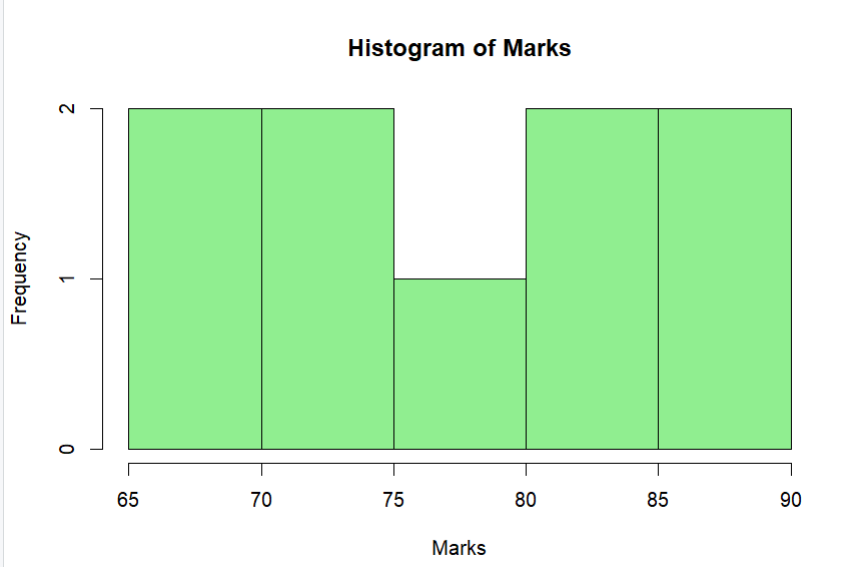 Histogram of Marks
2
1
0
Frequency
65 70 75 80 85 90
Marks